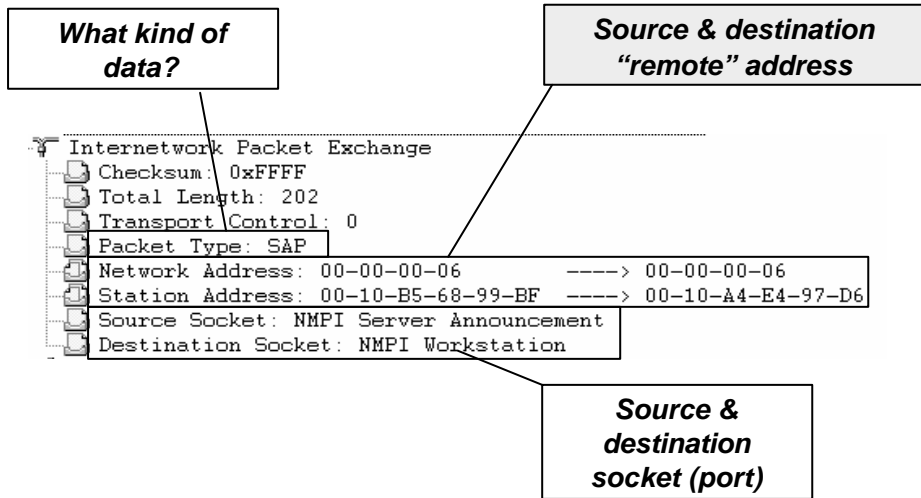 What kind of
data?
Source & destination
“remote” address
Internetwork Packet Exchange
Checksum: 0xFFFF
Total Length: 202
Transport Control: 0
Packet Type: SAP
Network Address: 00-00-00-06 ----> 00-00-00-06
Station Address: 00-10-B5-68-99-BF ----> 00-10-A4-E4-97-D6
Source Socket: NMPI Server Announcement
Destination Socket: NMPI Workstation
Source &
destination
socket (port)